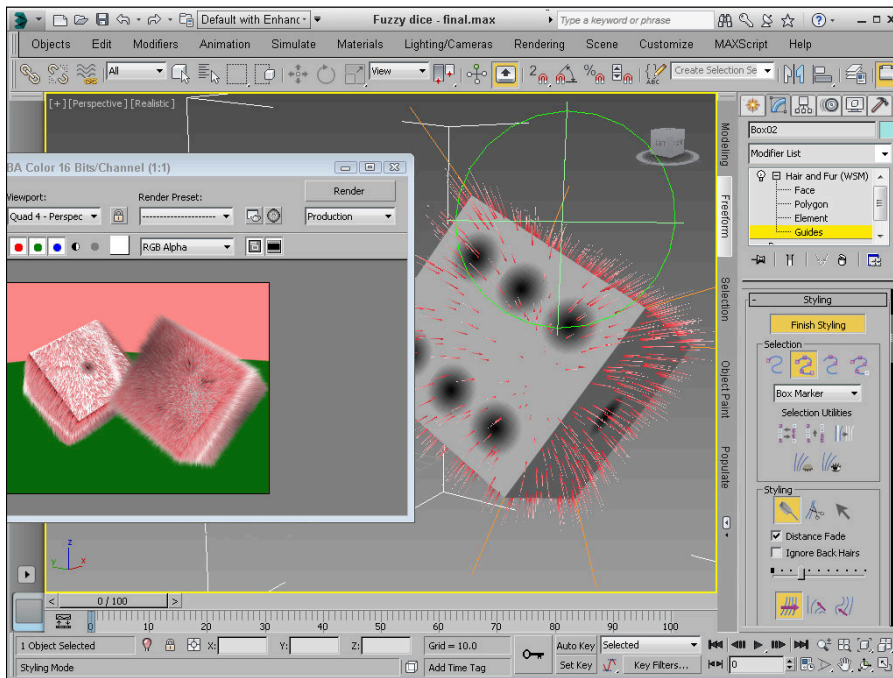 Default with Enhanc
Fuzzy dice - final.max
Type a keyword or phrase
Objects Edit Modifiers Animation Simulate Materials Lighting/Cameras Rendering Scene Customize MAXScript Help
All
View
2
%
ABC
Create Selection Se
[+] [Perspective] [Realistic]
Modeling
Freeform
Selection
Object Paint
Populate
Box02
Modifier List
Hair and Fur (WSM)
Face
Polygon
Element
Guides
BA Color 16 Bits/Channel (1:1)
Viewport:
Render Preset:
Render
Quad 4 - Perspec
--------------------
Production
RGB Alpha
Styling
Finish Styling
Selection
Box Marker
Selection Utilities
Styling
Distance Fade
Ignore Back Hairs
z
y
x
< 0 / 100 >
0 10 20 30 40 50 60 70 80 90 100
1 Object Selected
X:
Y:
Z:
Grid = 10.0
Auto Key
Selected
Styling Mode
Add Time Tag
Set Key
Key Filters...
0